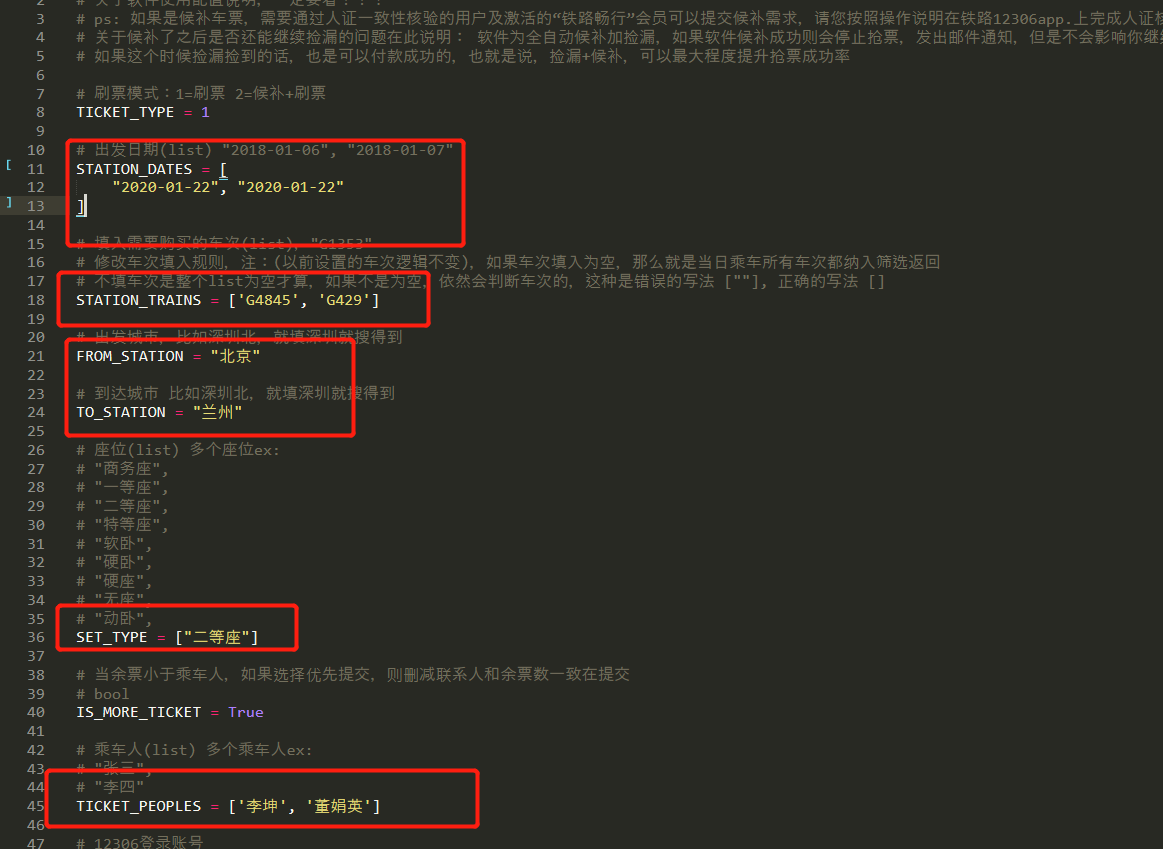 2 # 关于软件使用配置说明，一定要看！！！
3 # ps: 如果是候补车票，需要通过人证一致性核验的用户及激活的“铁路畅行”会员可以提交候补需求，请您按照操作说明在铁路12306app.上完成人证核
4 # 关于候补了之后是否还能继续捡漏的问题在此说明： 软件为全自动候补加捡漏，如果软件候补成功则会停止抢票，发出邮件通知，但是不会影响你继续
5 # 如果这个时候捡漏捡到的话，也是可以付款成功的，也就是说，捡漏+候补，可以最大程度提升抢票成功率
6
7 # 刷票模式：1=刷票 2=候补+刷票
8 TICKET_TYPE = 1
9
10 # 出发日期(list) "2018-01-06", "2018-01-07"
11 STATION_DATES = [
12 "2020-01-22", "2020-01-22"
13 ]
14
15 # 填入需要购买的车次(list)，"G1353"
16 # 修改车次填入规则，注：(以前设置的车次逻辑不变)，如果车次填入为空，那么就是当日乘车所有车次都纳入筛选返回
17 # 不填车次是整个list为空才算，如果不是为空，依然会判断车次的，这种是错误的写法 [""], 正确的写法 []
18 STATION_TRAINS = ['G4845', 'G429']
19
20 # 出发城市，比如深圳北，就填深圳就搜得到
21 FROM_STATION = "北京"
22
23 # 到达城市 比如深圳北，就填深圳就搜得到
24 TO_STATION = "兰州"
25
26 # 座位(list) 多个座位ex:
27 # "商务座",
28 # "一等座",
29 # "二等座",
30 # "特等座",
31 # "软卧",
32 # "硬卧",
33 # "硬座",
34 # "无座",
35 # "动卧",
36 SET_TYPE = ["二等座"]
37
38 # 当余票小于乘车人，如果选择优先提交，则删减联系人和余票数一致在提交
39 # bool
40 IS_MORE_TICKET = True
41
42 # 乘车人(list) 多个乘车人ex:
43 # "张三",
44 # "李四"
45 TICKET_PEOPLES = ['李坤', '董娟英']
46
47 # 12306登录账号